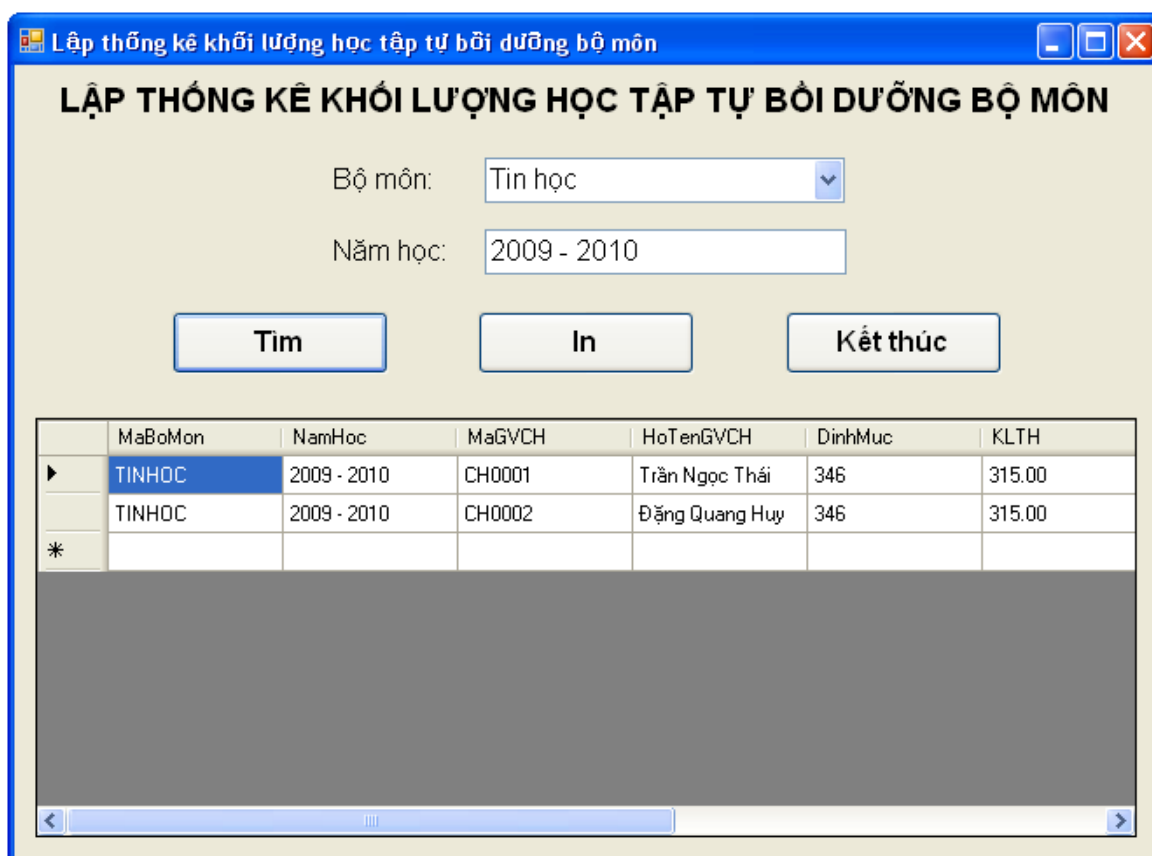 Lập thống kê khối lượng học tập tự bồi dưỡng bộ môn
LẬP THỐNG KÊ KHỐI LƯỢNG HỌC TẬP TỰ BỒI DƯỠNG BỘ MÔN
Bộ môn: Tin học
Năm học: 2009 - 2010
Tìm In Kết thúc
MaBoMon NamHoc MaGVCH HoTenGVCH DinhMuc KLTH
TINHOC 2009 - 2010 CH0001 Trần Ngọc Thái 346 315.00
TINHOC 2009 - 2010 CH0002 Đặng Quang Huy 346 315.00